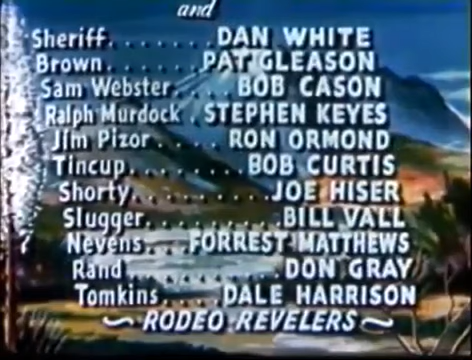 and
Sheriff.......DAN WHITE
Brown.......PAT GLEASON
Sam Webster....BOB CASON
Ralph Murdock.STEPHEN KEYES
Jim Pizor.....RON ORMOND
Tincup........BOB CURTIS
Shorty.........JOE HISER
Slugger.........BILL VALL
Nevens...FORREST MATTHEWS
Rand...........DON GRAY
Tomkins....DALE HARRISON
~RODEO REVELERS~